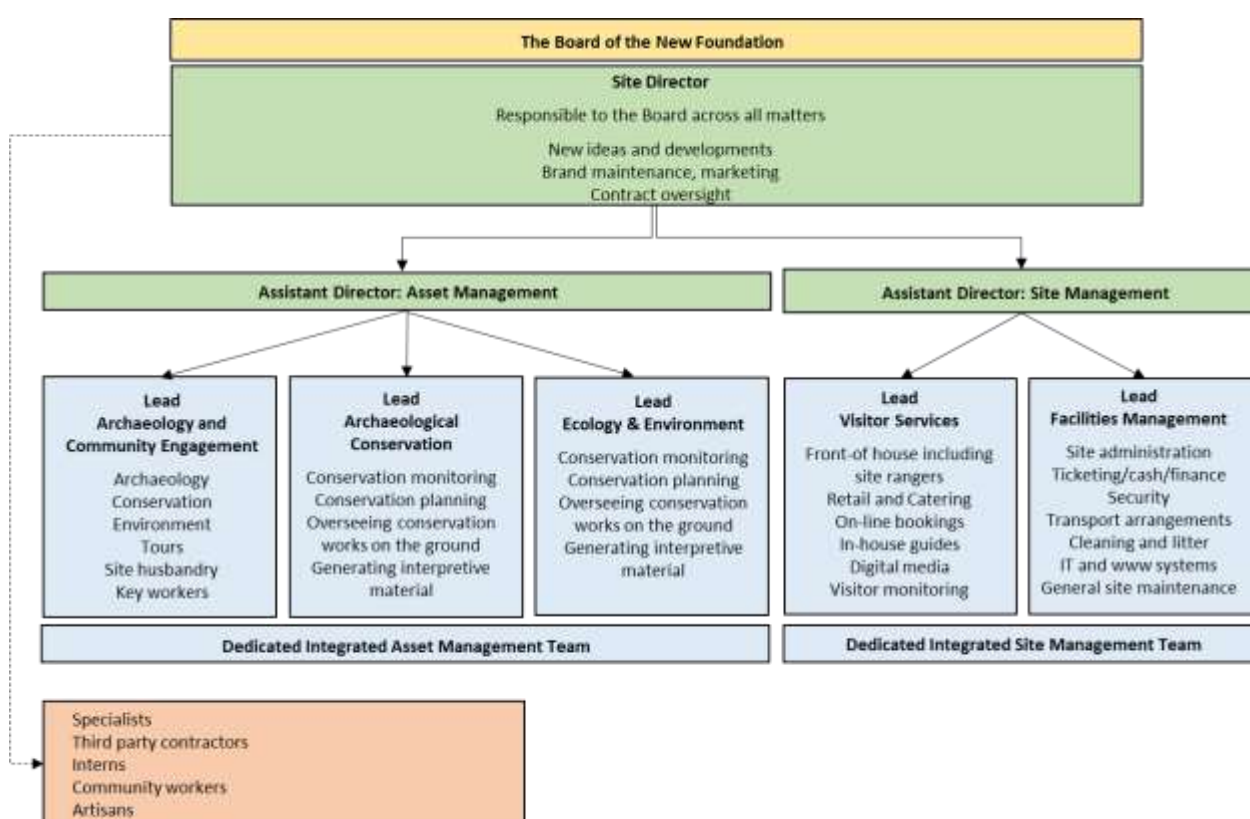 The Board of the New Foundation
Site Director
Responsible to the Board across all matters
New ideas and developments
Brand maintenance, marketing
Contract oversight
Assistant Director: Asset Management
Assistant Director: Site Management
Lead
Archaeology and
Community Engagement
Archaeology
Conservation
Environment
Tours
Site husbandry
Key workers
Lead
Archaeological
Conservation
Conservation monitoring
Conservation planning
Overseeing conservation
works on the ground
Generating interpretive
material
Lead
Ecology & Environment
Conservation monitoring
Conservation planning
Overseeing conservation
works on the ground
Generating interpretive
material
Lead
Visitor Services
Front-of house including
site rangers
Retail and Catering
On-line bookings
In-house guides
Digital media
Visitor monitoring
Lead
Facilities Management
Site administration
Ticketing/cash/finance
Security
Transport arrangements
Cleaning and litter
IT and www systems
General site maintenance
Dedicated Integrated Asset Management Team
Dedicated Integrated Site Management Team
Specialists
Third party contractors
Interns
Community workers
Artisans